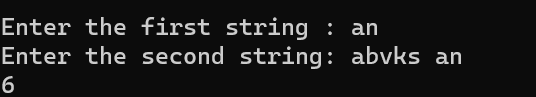 Enter the first string : an
Enter the second string: abvks an
6